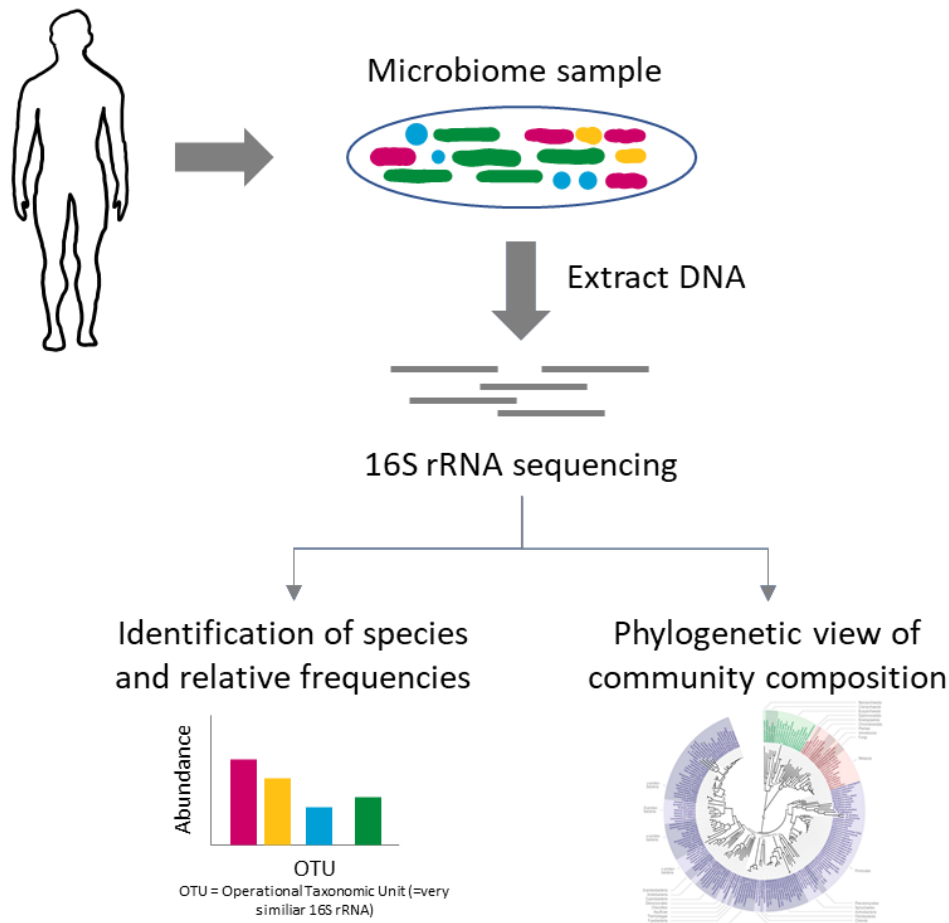 Microbiome sample
Extract DNA
16S rRNA sequencing
Identification of species
and relative frequencies
Phylogenetic view of
community composition
Abundance
OTU
OTU = Operational Taxonomic Unit (=very
similiar 16S rRNA)